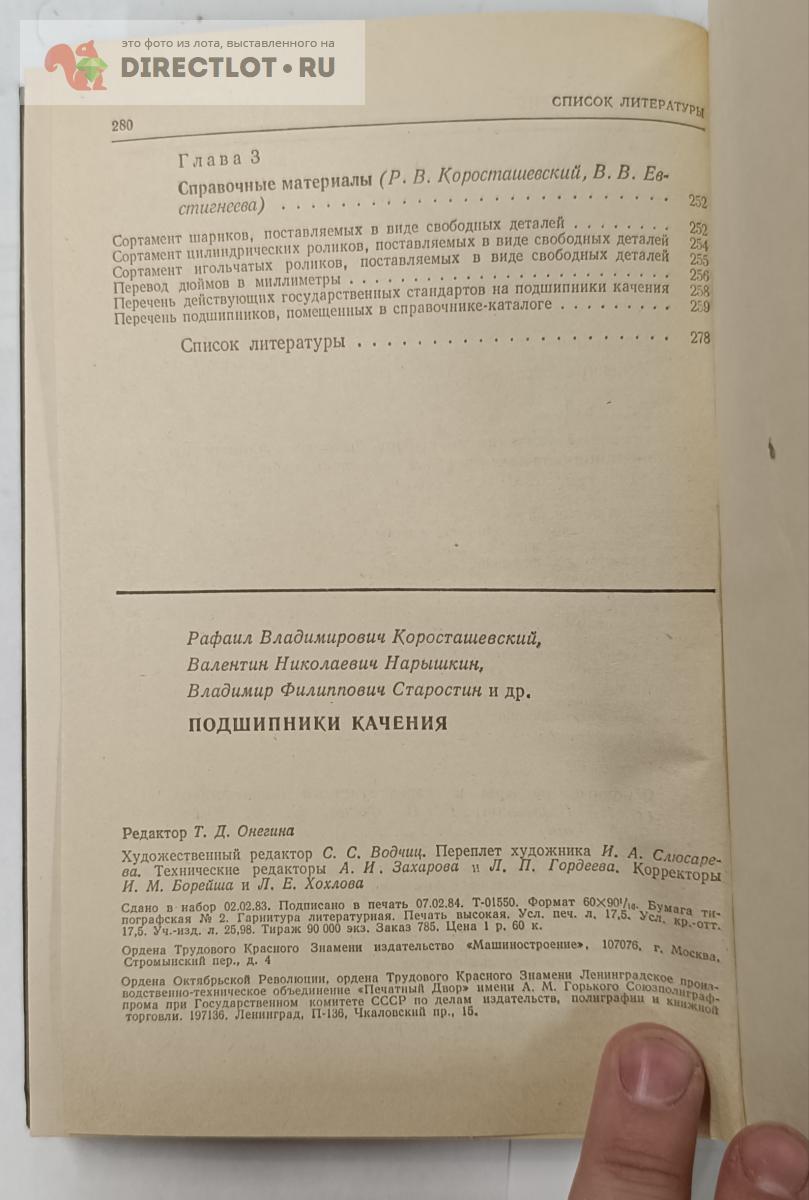 это фото из лота, выставленного на
DIRECTLOT.RU
280
СПИСОК ЛИТЕРАТУРЫ
Глава 3
Справочные материалы (Р. В. Коросташевский, В. В. Ев-
стигнеева) . . . . . . . . . . . . . . . . . . . . . 252
Сортамент шариков, поставляемых в виде свободных деталей . . . . . . . . 252
Сортамент цилиндрических роликов, поставляемых в виде свободных деталей 254
Сортамент игольчатых роликов, поставляемых в виде свободных деталей 255
Перевод дюймов в миллиметры . . . . . . . . . . . . . . . . . . . . . 256
Перечень действующих государственных стандартов на подшипники качения 258
Перечень подшипников, помещенных в справочнике-каталоге . . . . . . . . . 259
Список литературы . . . . . . . . . . . . . . . . . . 278
Рафаил Владимирович Коросташевский,
Валентин Николаевич Нарышкин,
Владимир Филиппович Старостин и др.
ПОДШИПНИКИ КАЧЕНИЯ
Редактор Т. Д. Онегина
Художественный редактор С. С. Водчиц. Переплет художника И. А. Слюсаре-
ва. Технические редакторы А. И. Захарова и Л. П. Гордеева. Корректоры
И. М. Борейша и Л. Е. Хохлова
Сдано в набор 02.02.83. Подписано в печать 07.02.84. Т-01550. Формат 60×90¹/₁₆. Бумага ти-
пографская № 2. Гарнитура литературная. Печать высокая. Усл. печ. л. 17,5. Усл. кр.-отт.
17,5. Уч.-изд. л. 25,98. Тираж 90 000 экз. Заказ 785. Цена 1 р. 60 к.
Ордена Трудового Красного Знамени издательство «Машиностроение», 107076, г. Москва,
Стромынский пер., д. 4
Ордена Октябрьской Революции, ордена Трудового Красного Знамени Ленинградское произ-
водственно-техническое объединение «Печатный Двор» имени А. М. Горького Союзполиграф-
прома при Государственном комитете СССР по делам издательств, полиграфии и книжной
торговли. 197136, Ленинград, П-136, Чкаловский пр., 15.